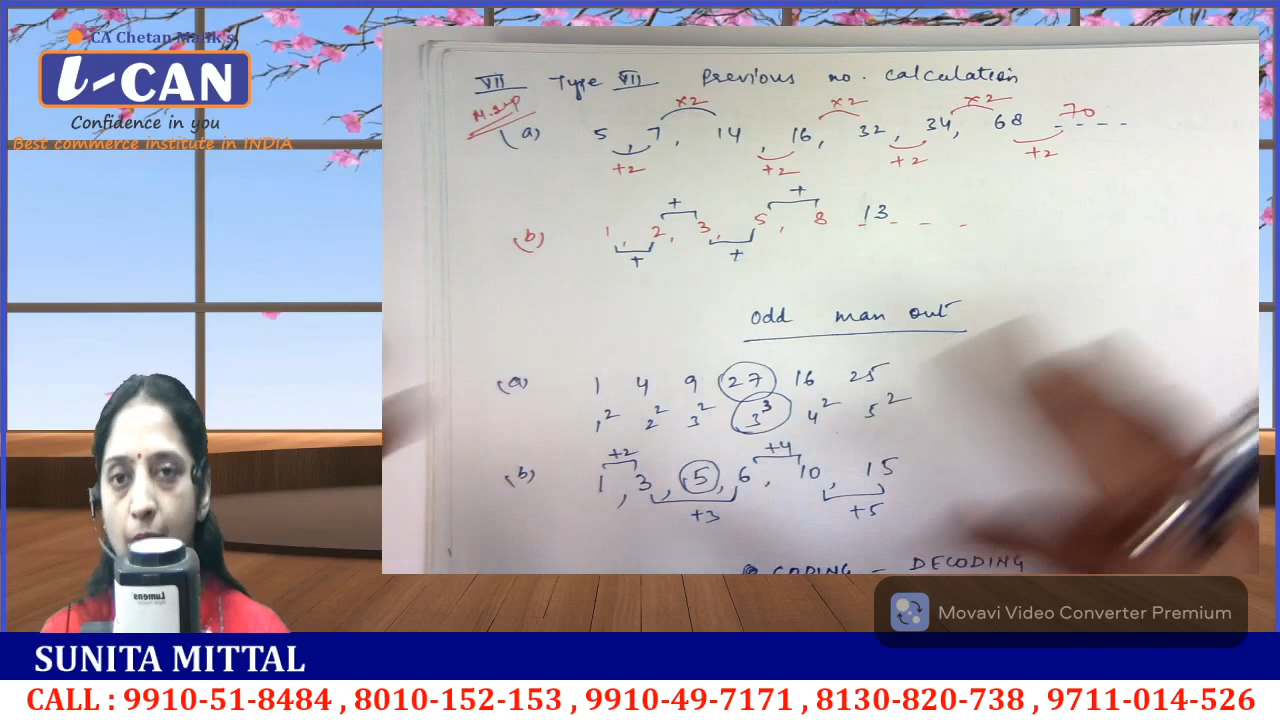 CA Chetan Malik's
i-CAN
Confidence in you
Best commerce institute in INDIA
VII Type VII Previous no. calculation
M.Imp
×2 ×2 ×2
(a) 5, 7, 14, 16, 32, 34, 68 70
+2 +2 +2 +2
+ +
(b) 1, 2, 3, 5, 8 13
+ +
odd man out
(a) 1 4 9 27 16 25
1² 2² 3² 3³ 4² 5²
+2 +4
(b) 1, 3, 5, 6, 10, 15
+3 +5
CODING - DECODING
Lumens
Movavi Video Converter Premium
SUNITA MITTAL
CALL : 9910-51-8484 , 8010-152-153 , 9910-49-7171 , 8130-820-738 , 9711-014-526